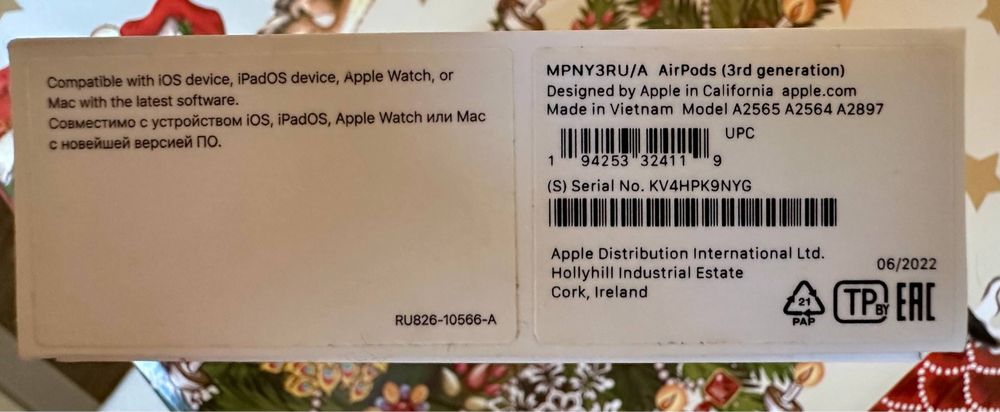 Compatible with iOS device, iPadOS device, Apple Watch, or
Mac with the latest software.
Совместимо с устройством iOS, iPadOS, Apple Watch или Mac
с новейшей версией ПО.
RU826-10566-A
MPNY3RU/A AirPods (3rd generation)
Designed by Apple in California apple.com
Made in Vietnam Model A2565 A2564 A2897
UPC
1 94253 32411 9
(S) Serial No. KV4HPK9NYG
Apple Distribution International Ltd.
Hollyhill Industrial Estate
Cork, Ireland
06/2022
21
PAP
TP BY
EAC